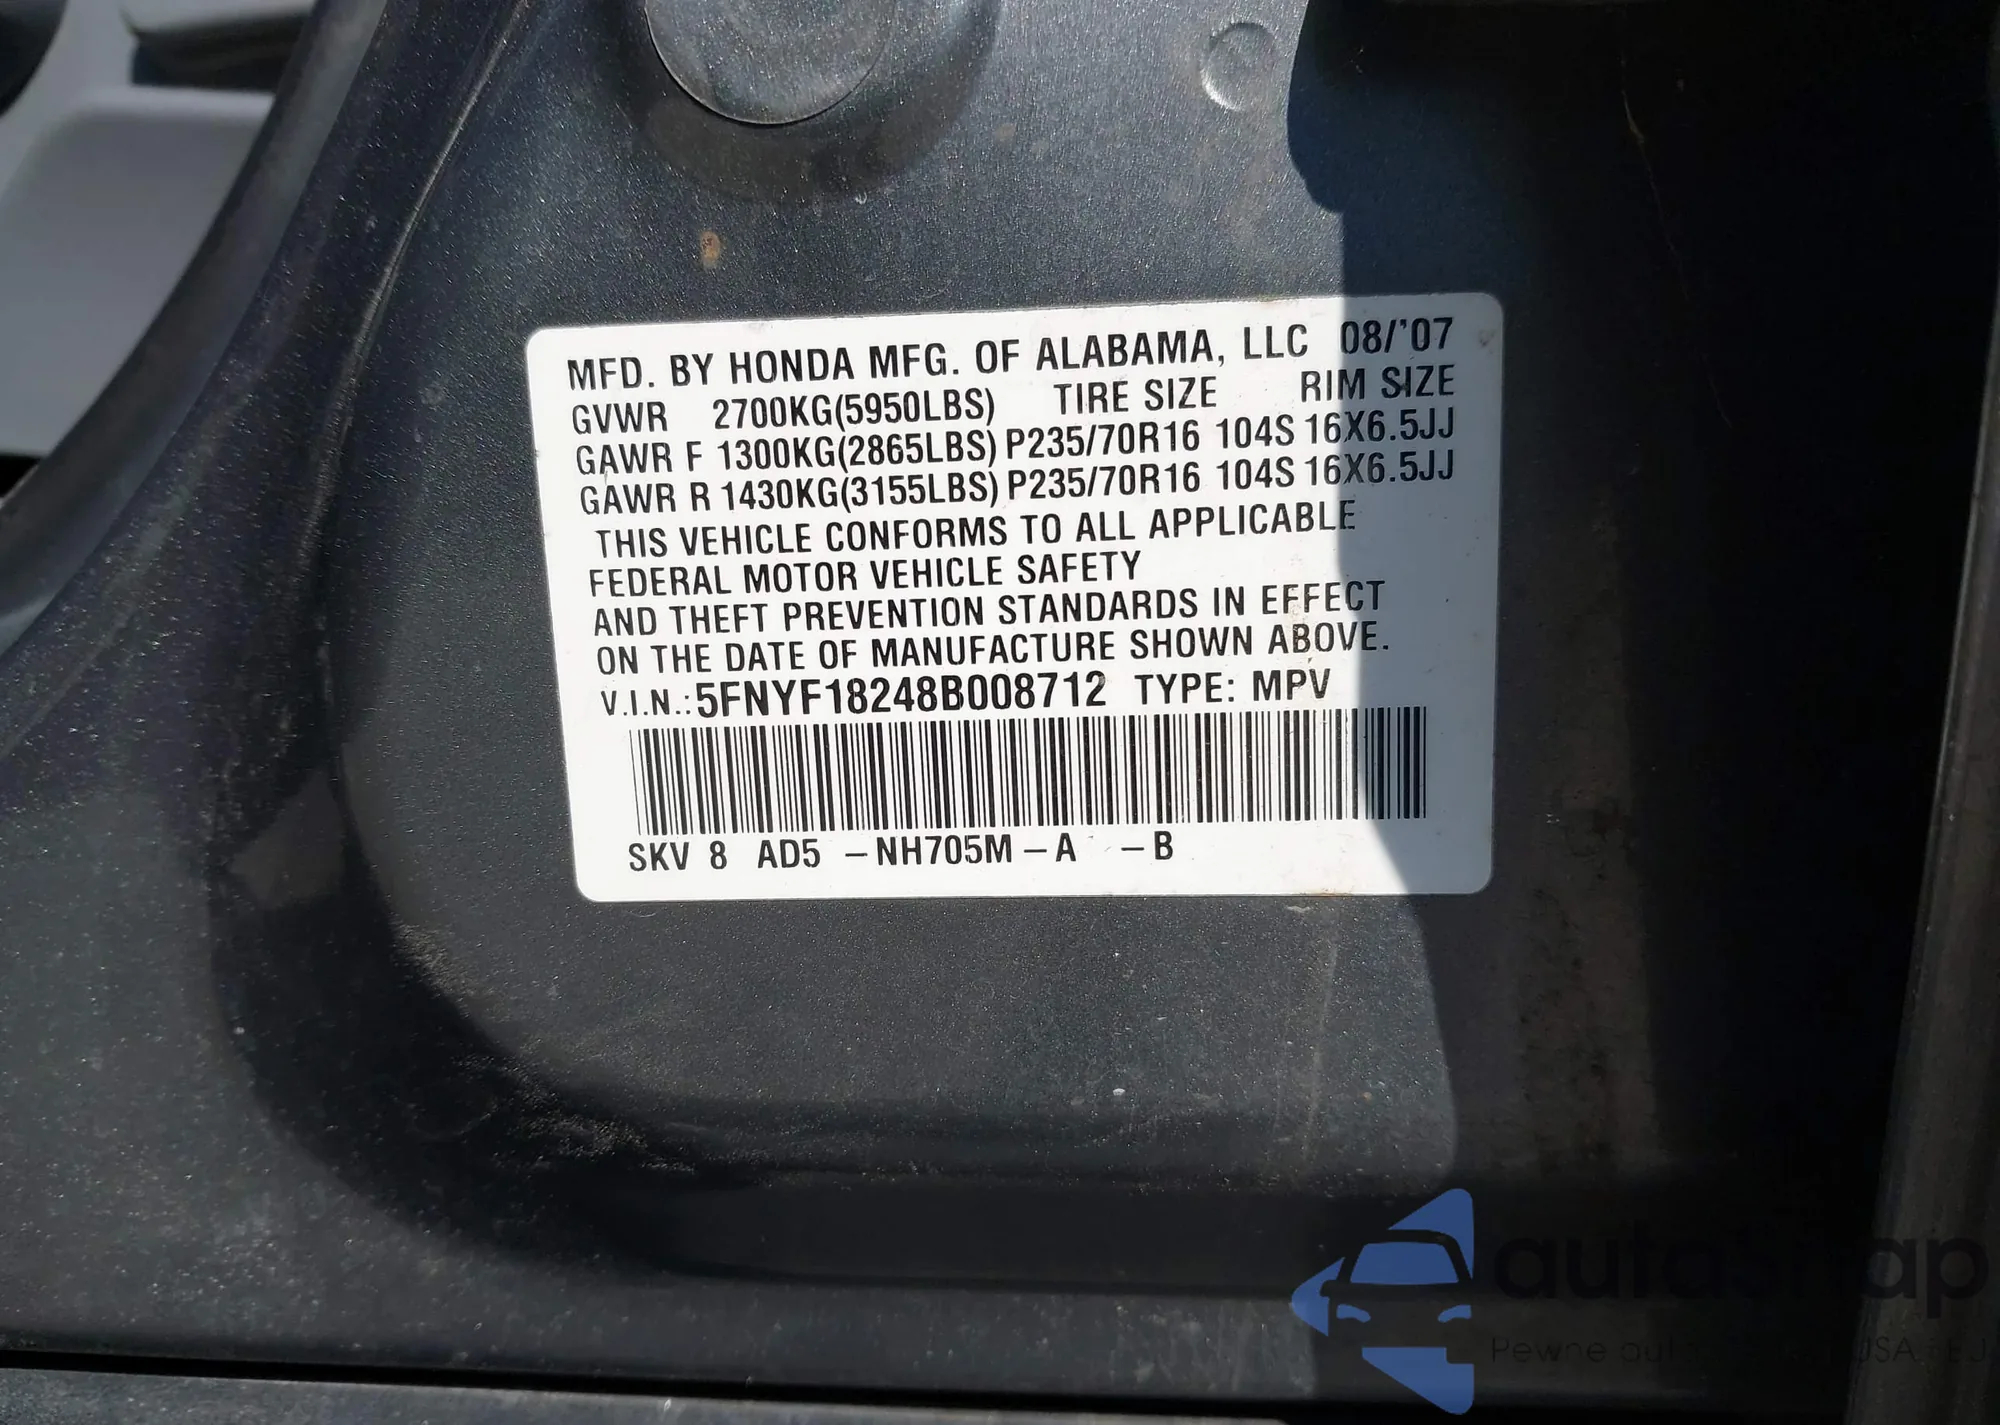 MFD. BY HONDA MFG. OF ALABAMA, LLC 08/'07
GVWR 2700KG(5950LBS) TIRE SIZE RIM SIZE
GAWR F 1300KG(2865LBS) P235/70R16 104S 16X6.5JJ
GAWR R 1430KG(3155LBS) P235/70R16 104S 16X6.5JJ
THIS VEHICLE CONFORMS TO ALL APPLICABLE
FEDERAL MOTOR VEHICLE SAFETY
AND THEFT PREVENTION STANDARDS IN EFFECT
ON THE DATE OF MANUFACTURE SHOWN ABOVE.
V.I.N.: 5FNYF18248B008712 TYPE: MPV
SKV 8 AD5 -NH705M-A -B
Pewne USA